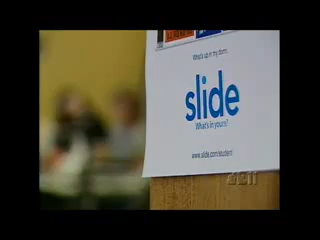 What's up in my dorm.
slide
What's in yours?
www.slide.com/student